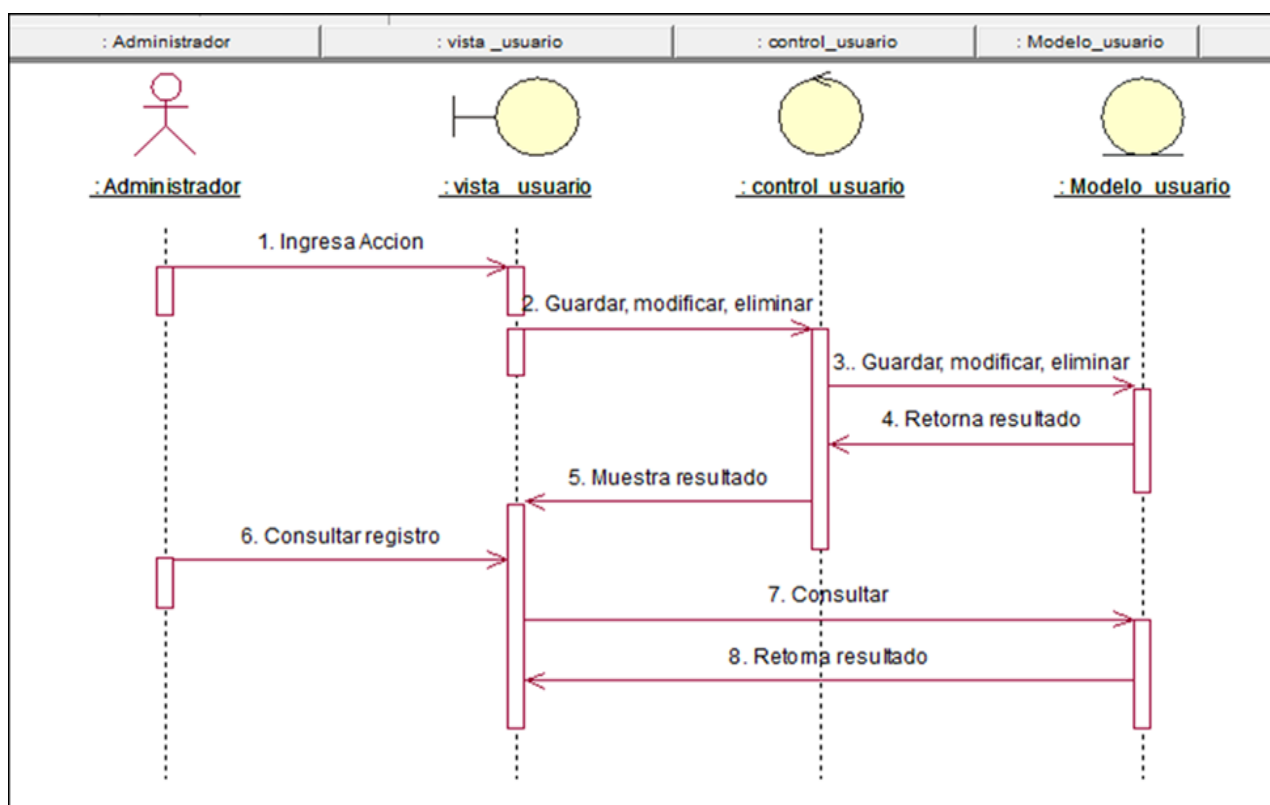 : Administrador
: vista _usuario
: control_usuario
: Modelo_usuario
: Administrador
: vista _usuario
: control_usuario
: Modelo_usuario
1. Ingresa Accion
2. Guardar, modificar, eliminar
3.. Guardar, modificar, eliminar
4. Retorna resultado
5. Muestra resultado
6. Consultar registro
7. Consultar
8. Retorna resultado